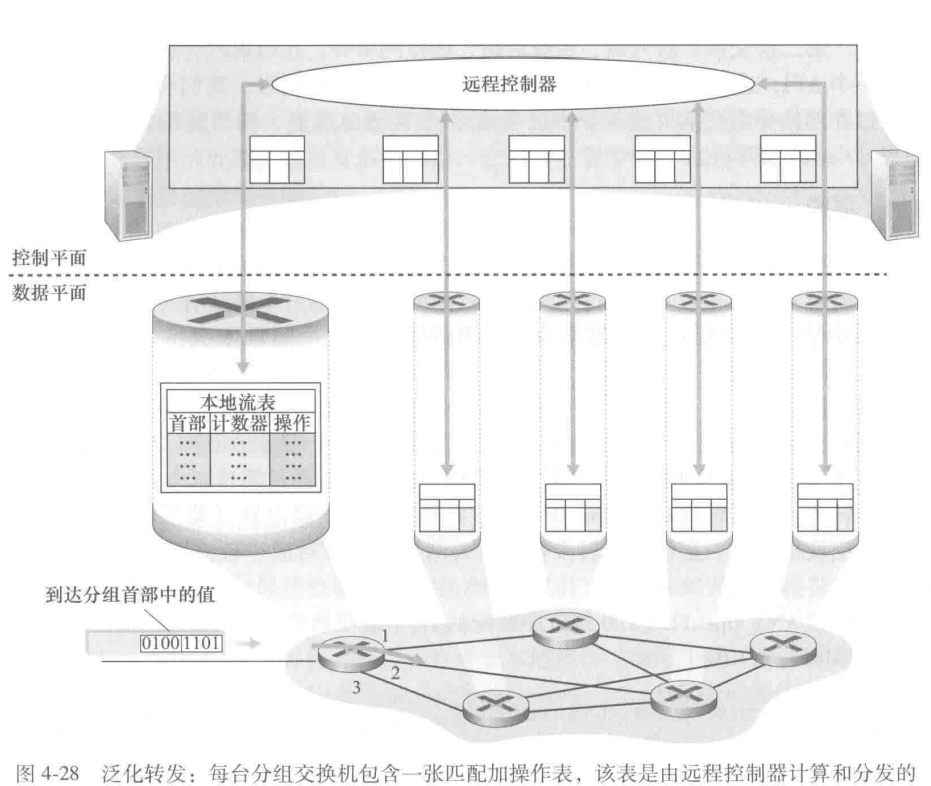 远程控制器
控制平面
数据平面
本地流表
首部 计数器 操作
到达分组首部中的值
0100 1101
1
2
3
图 4-28 泛化转发：每台分组交换机包含一张匹配加操作表，该表是由远程控制器计算和分发的